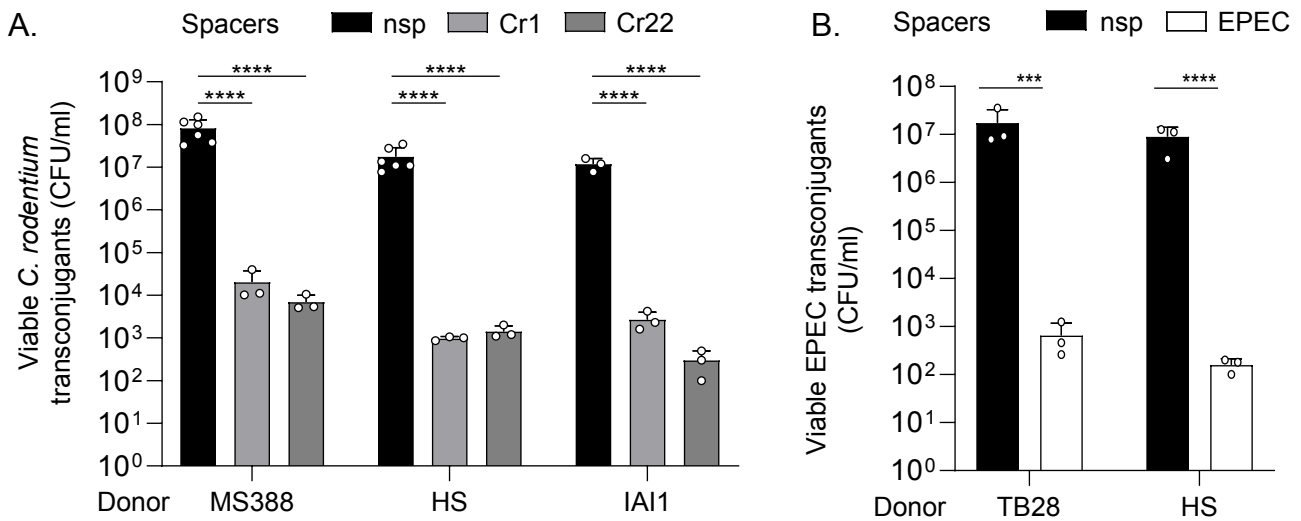 A.
Spacers nsp Cr1 Cr22
Viable C. rodentium
transconjugants (CFU/ml)
10⁹
10⁸
10⁷
10⁶
10⁵
10⁴
10³
10²
10¹
10⁰
**** ****
**** ****
**** ****
Donor MS388 HS IAI1
B.
Spacers nsp EPEC
Viable EPEC transconjugants
(CFU/ml)
10⁸
10⁷
10⁶
10⁵
10⁴
10³
10²
10¹
10⁰
*** ****
Donor TB28 HS